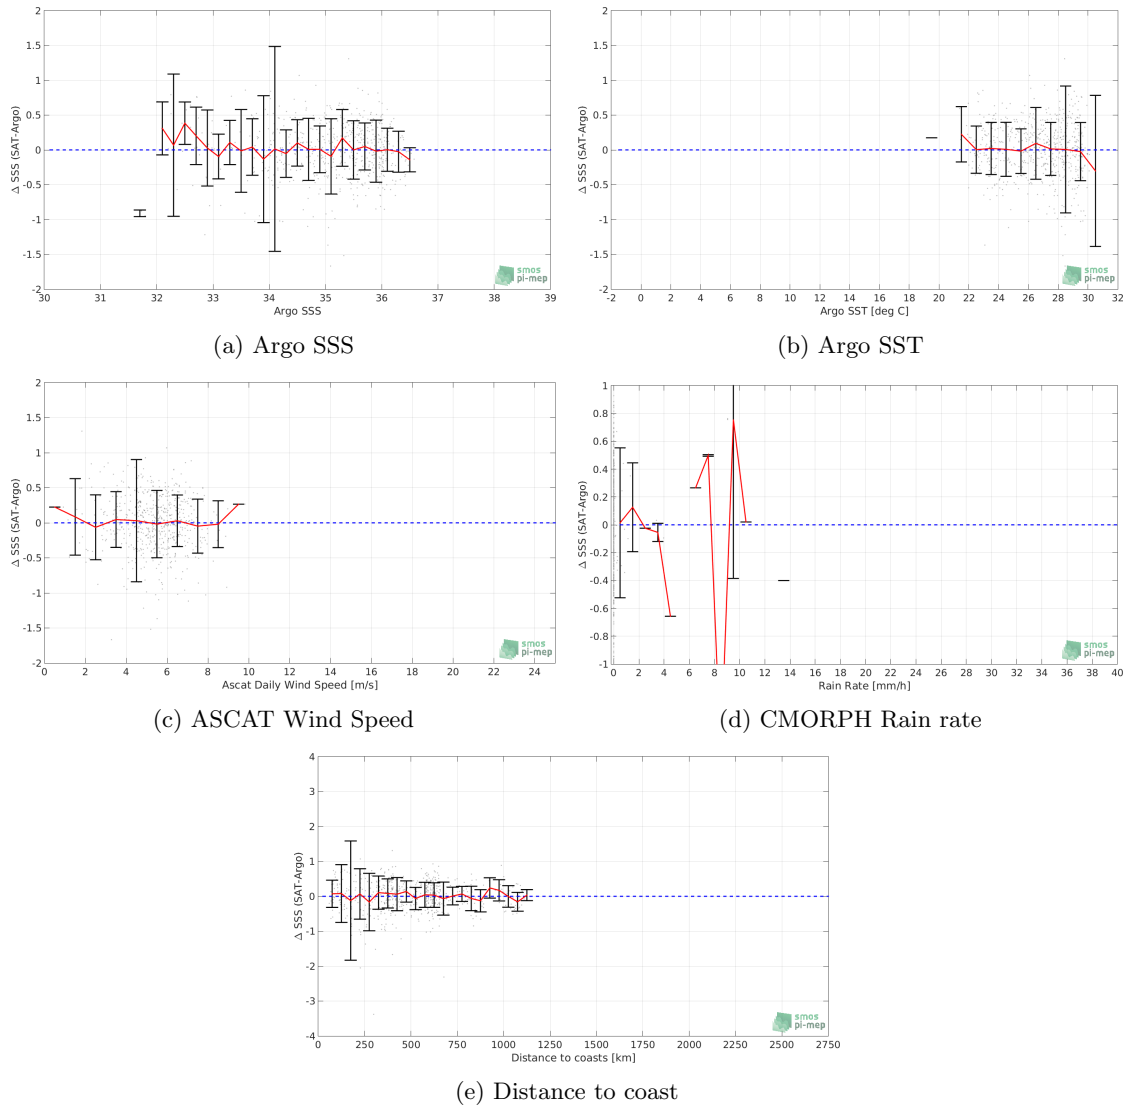 2
1.5
1
0.5
0
-0.5
-1
-1.5
-2
Δ SSS (SAT-Argo)
30 31 32 33 34 35 36 37 38 39
Argo SSS
smos
pi-mep
(a) Argo SSS
2
1.5
1
0.5
0
-0.5
-1
-1.5
-2
Δ SSS (SAT-Argo)
-2 0 2 4 6 8 10 12 14 16 18 20 22 24 26 28 30 32
Argo SST [deg C]
smos
pi-mep
(b) Argo SST
2
1.5
1
0.5
0
-0.5
-1
-1.5
-2
Δ SSS (SAT-Argo)
0 2 4 6 8 10 12 14 16 18 20 22 24
Ascat Daily Wind Speed [m/s]
smos
pi-mep
(c) ASCAT Wind Speed
1
0.8
0.6
0.4
0.2
0
-0.2
-0.4
-0.6
-0.8
-1
Δ SSS (SAT-Argo)
0 2 4 6 8 10 12 14 16 18 20 22 24 26 28 30 32 34 36 38 40
Rain Rate [mm/h]
smos
pi-mep
(d) CMORPH Rain rate
4
3
2
1
0
-1
-2
-3
-4
Δ SSS (SAT-Argo)
0 250 500 750 1000 1250 1500 1750 2000 2250 2500 2750
Distance to coasts [km]
smos
pi-mep
(e) Distance to coast